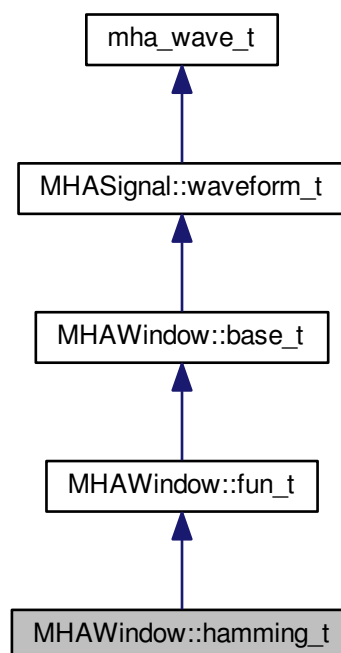 mha_wave_t
MHASignal::waveform_t
MHAWindow::base_t
MHAWindow::fun_t
MHAWindow::hamming_t